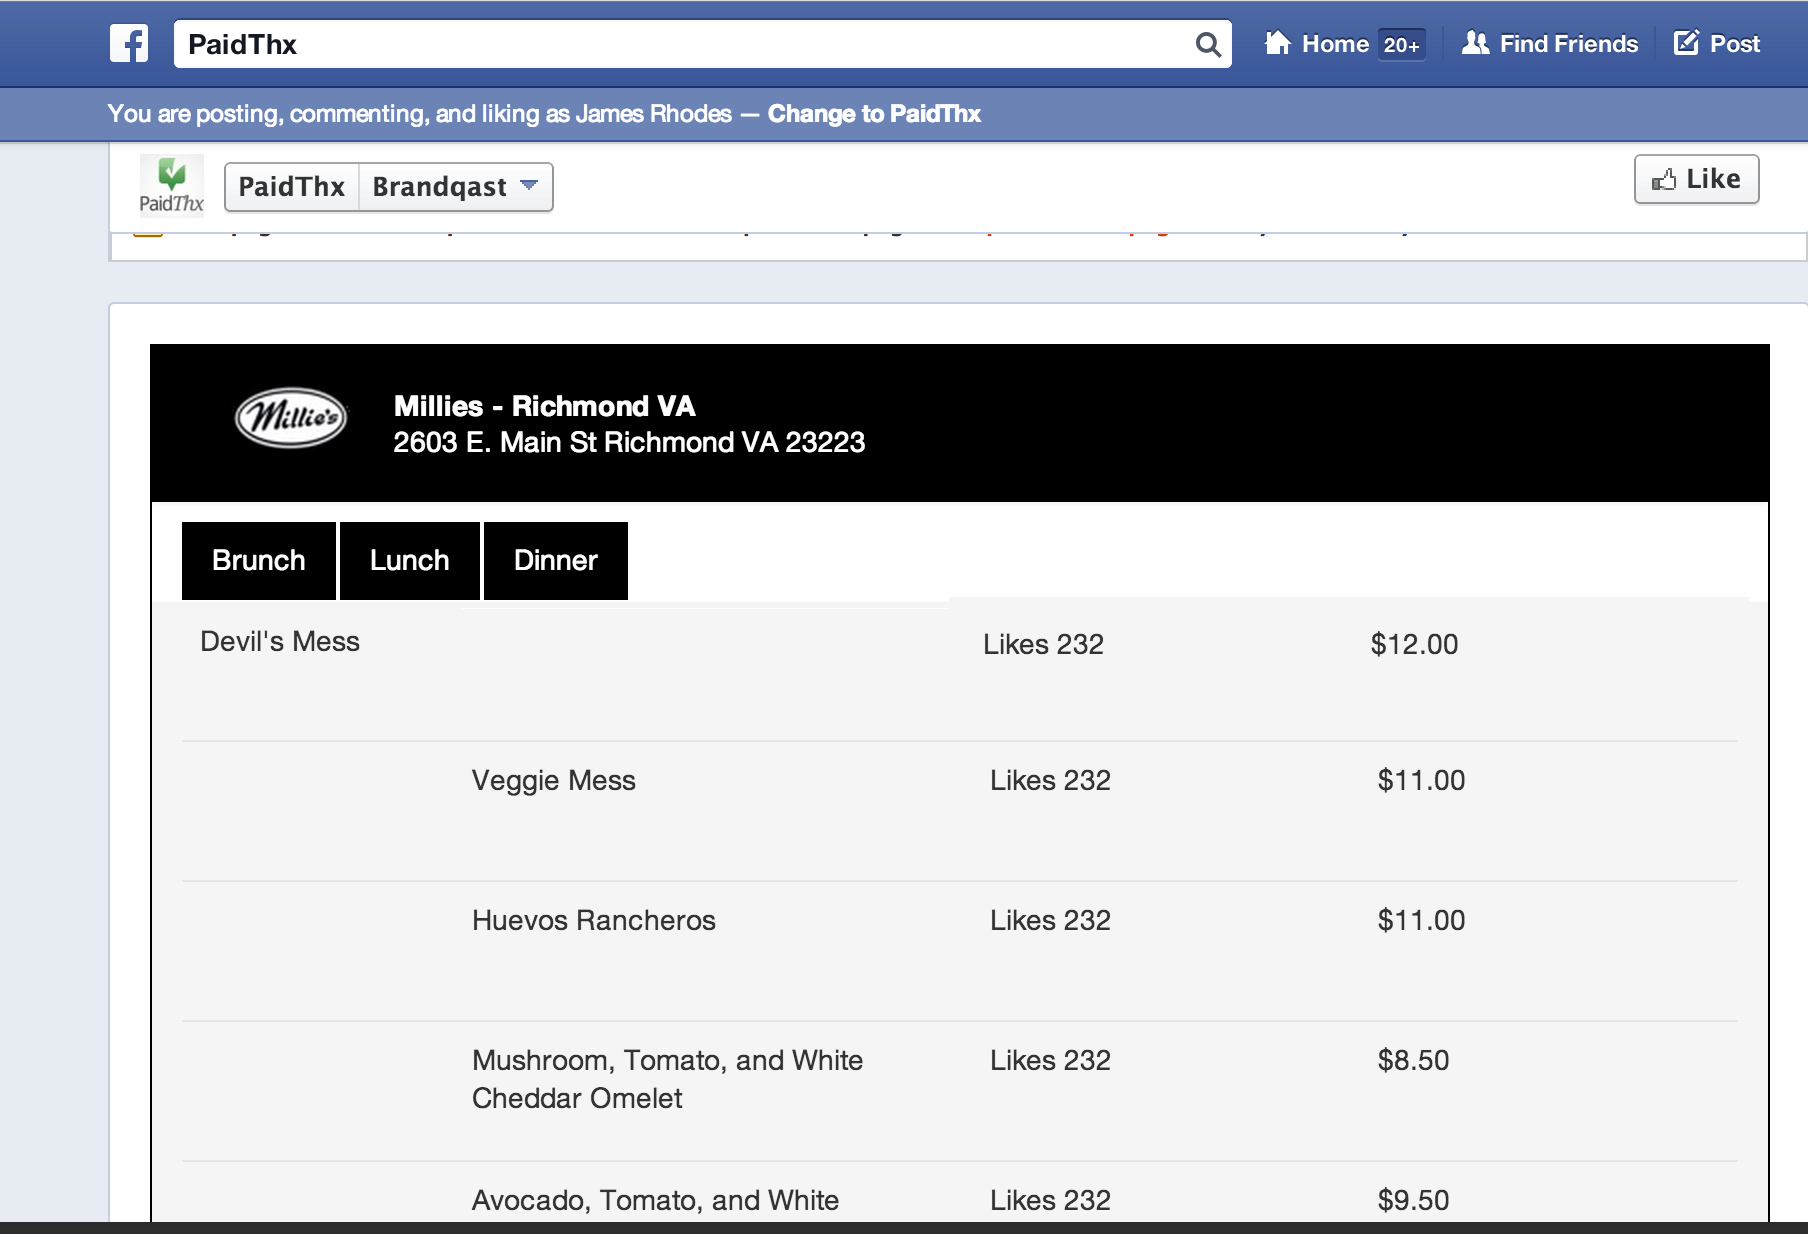 PaidThx
Home 20+
Find Friends
Post
You are posting, commenting, and liking as James Rhodes — Change to PaidThx
PaidThx
PaidThx
Brandqast
Like
Millie's
Millies - Richmond VA
2603 E. Main St Richmond VA 23223
Brunch
Lunch
Dinner
Devil's Mess Likes 232 $12.00
Veggie Mess Likes 232 $11.00
Huevos Rancheros Likes 232 $11.00
Mushroom, Tomato, and White Likes 232 $8.50
Cheddar Omelet
Avocado, Tomato, and White Likes 232 $9.50